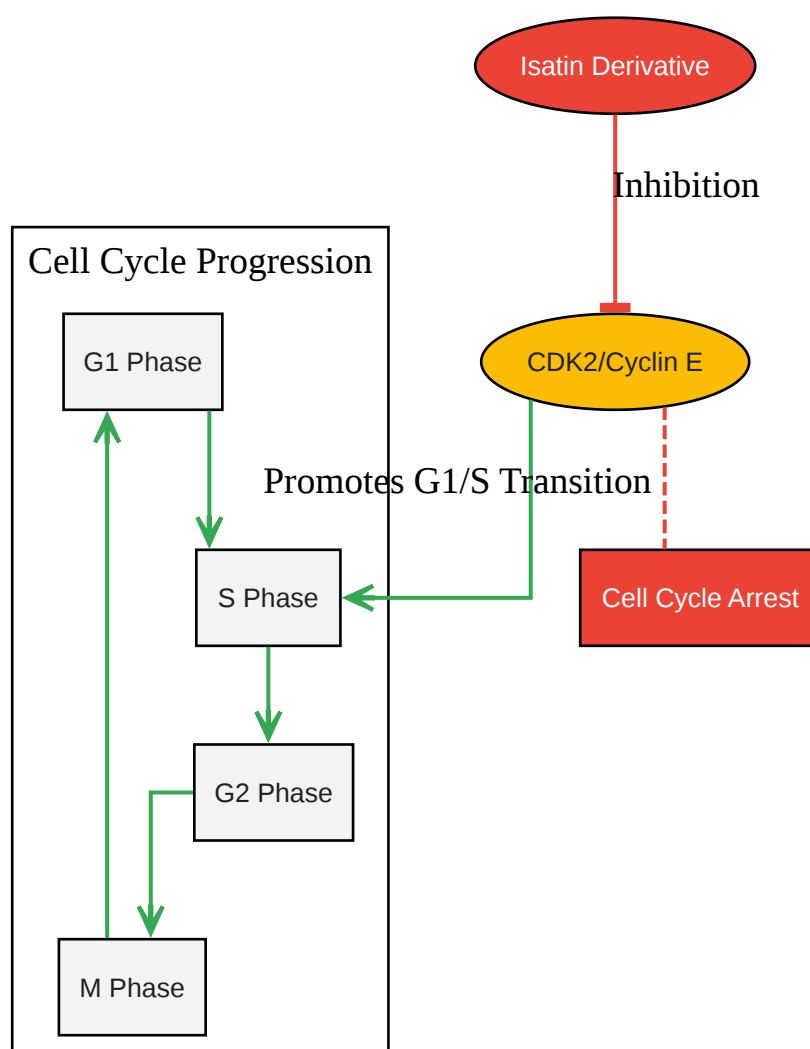 Isatin Derivative
Inhibition
Cell Cycle Progression
G1 Phase
CDK2/Cyclin E
Promotes G1/S Transition
S Phase
Cell Cycle Arrest
G2 Phase
M Phase